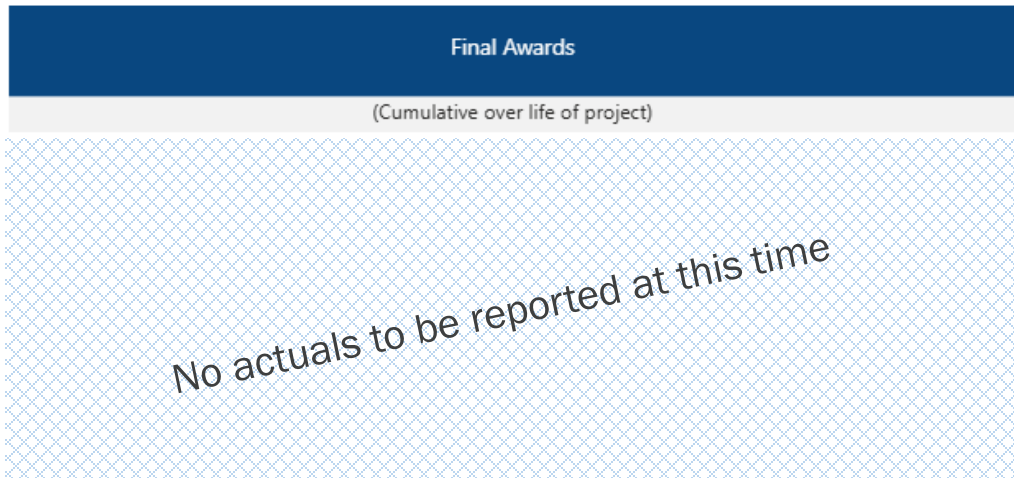 Final Awards
(Cumulative over life of project)
No actuals to be reported at this time